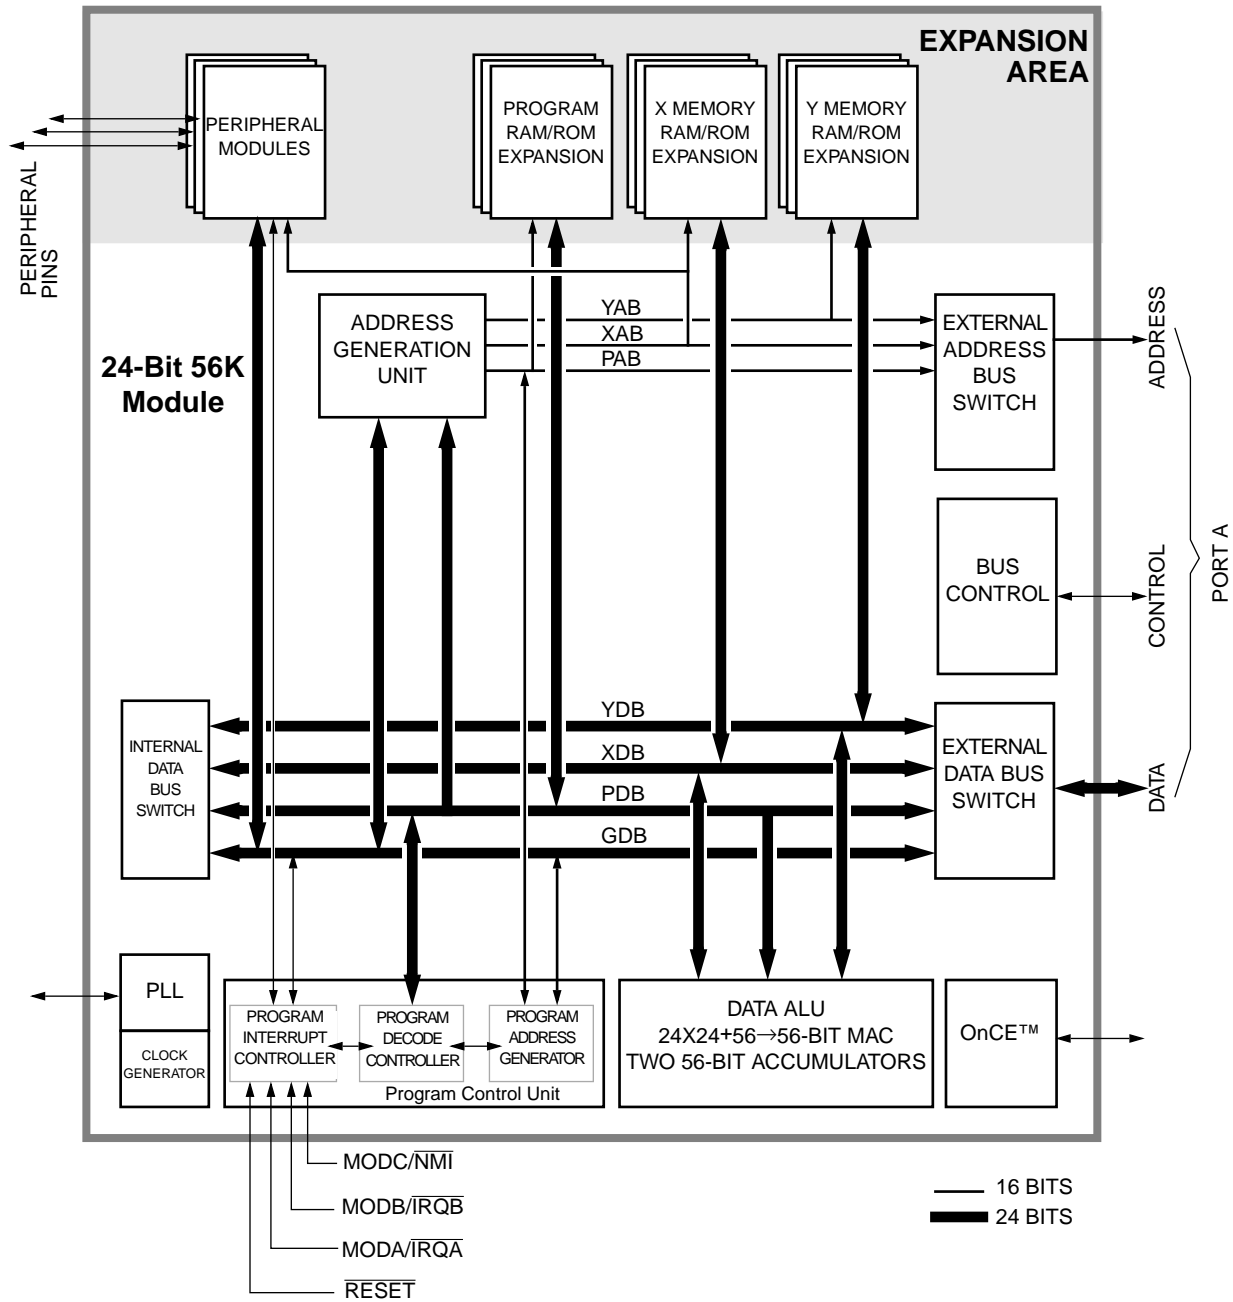 EXPANSION
AREA
PERIPHERAL
MODULES
PROGRAM
RAM/ROM
EXPANSION
X MEMORY
RAM/ROM
EXPANSION
Y MEMORY
RAM/ROM
EXPANSION
PERIPHERAL
PINS
24-Bit 56K
Module
ADDRESS
GENERATION
UNIT
YAB
XAB
PAB
EXTERNAL
ADDRESS
BUS
SWITCH
ADDRESS
BUS
CONTROL
CONTROL
PORT A
INTERNAL
DATA
BUS
SWITCH
YDB
XDB
PDB
GDB
EXTERNAL
DATA BUS
SWITCH
DATA
PLL
CLOCK
GENERATOR
PROGRAM
INTERRUPT
CONTROLLER
PROGRAM
DECODE
CONTROLLER
PROGRAM
ADDRESS
GENERATOR
Program Control Unit
DATA ALU
24X24+56→56-BIT MAC
TWO 56-BIT ACCUMULATORS
OnCE™
MODC/N̅M̅I̅
MODB/I̅R̅Q̅B̅
MODA/I̅R̅Q̅A̅
R̅E̅S̅E̅T̅
16 BITS
24 BITS